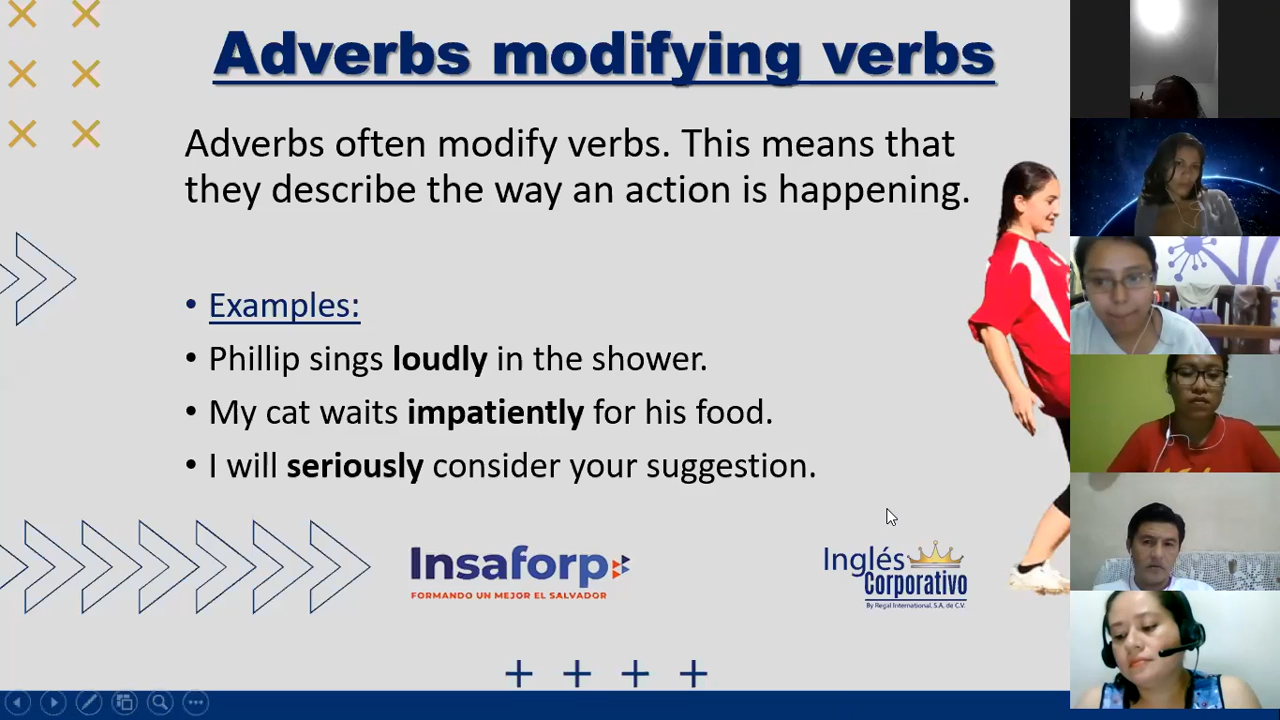 Adverbs modifying verbs
Adverbs often modify verbs. This means that
they describe the way an action is happening.
• Examples:
• Phillip sings loudly in the shower.
• My cat waits impatiently for his food.
• I will seriously consider your suggestion.
Insaforp
FORMANDO UN MEJOR EL SALVADOR
Inglés
Corporativo
By Regal International, S.A. de C.V.